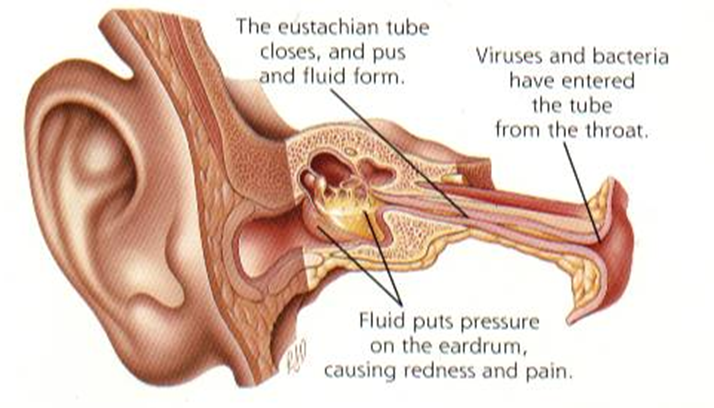 The eustachian tube
closes, and pus
and fluid form.
Viruses and bacteria
have entered
the tube
from the throat.
Fluid puts pressure
on the eardrum,
causing redness and pain.